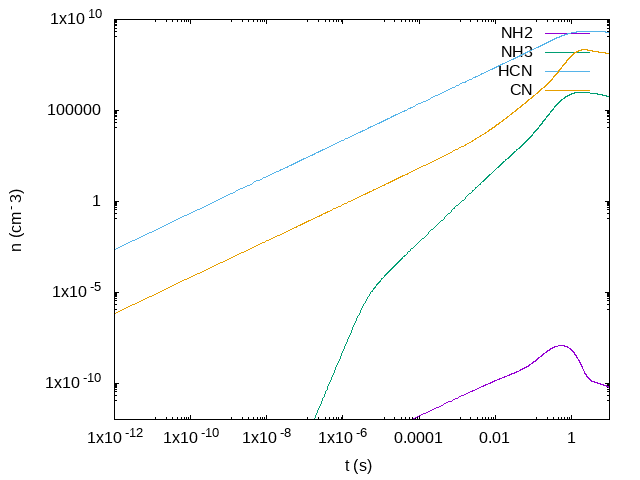 1x10^10
NH2
NH3
HCN
CN
100000
1
1x10^-5
1x10^-10
n (cm^-3)
1x10^-12 1x10^-10 1x10^-8 1x10^-6 0.0001 0.01 1
t (s)